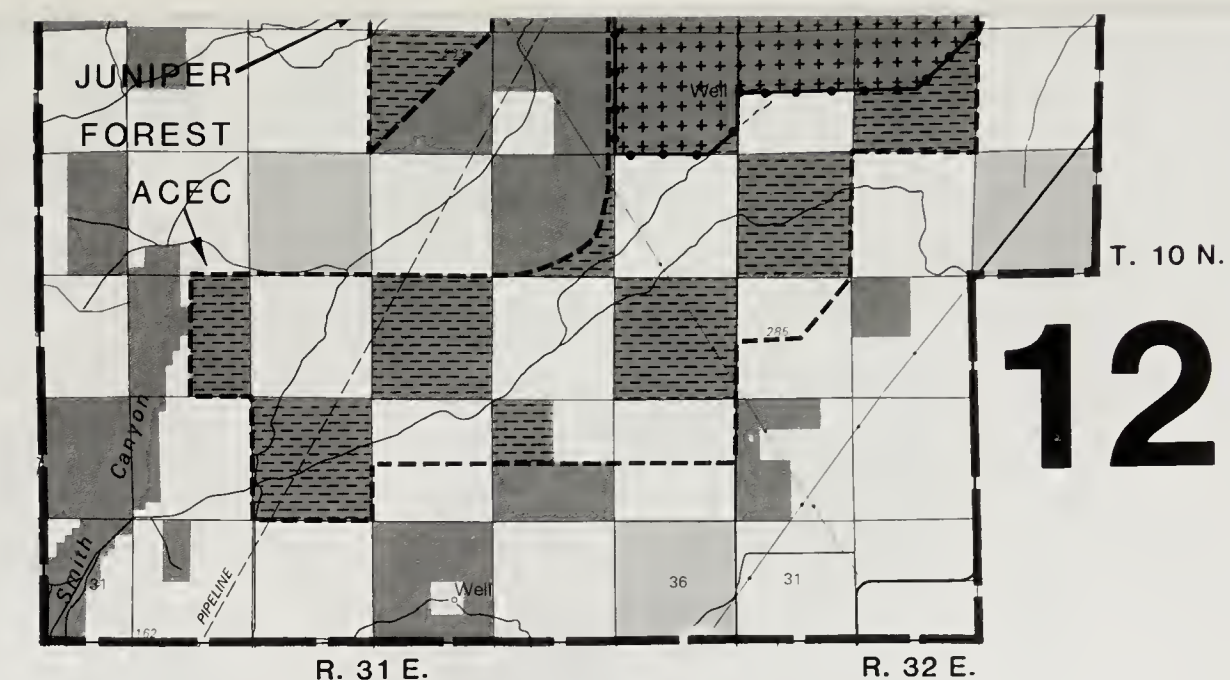 JUNIPER
FOREST
ACEC
Well
T. 10 N.
12
285
Canyon
Smith
31
PIPELINE
162
Well
36
31
R. 31 E.
R. 32 E.